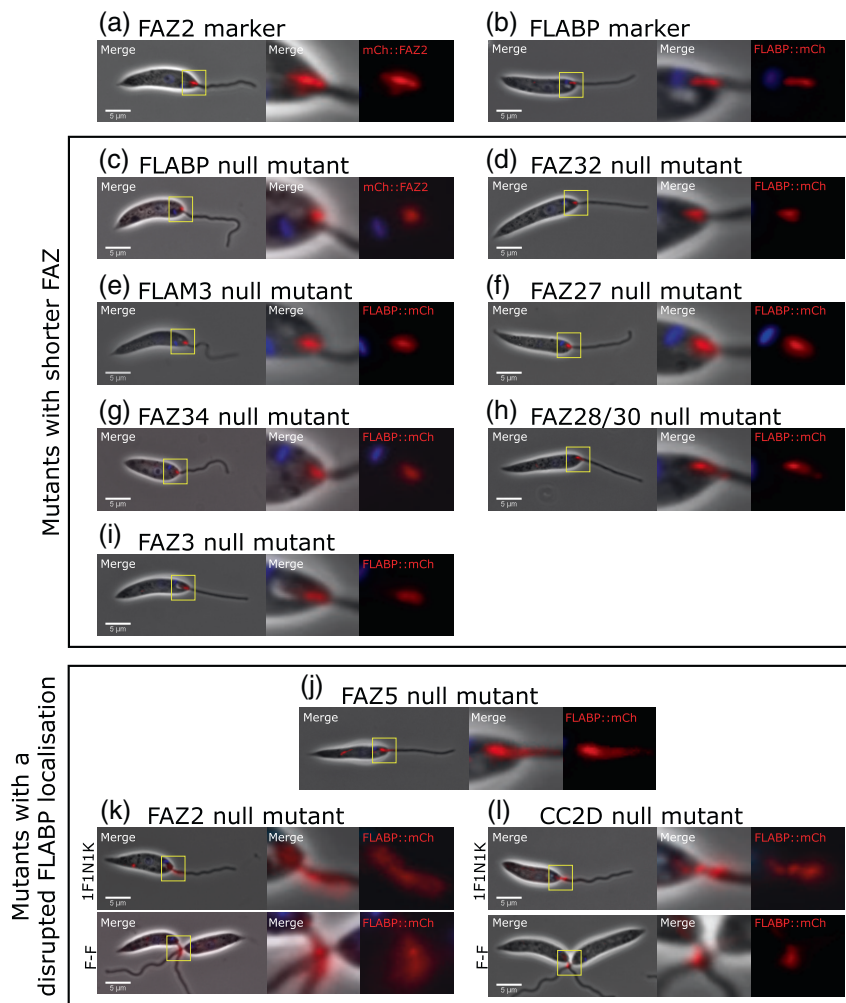 (a) FAZ2 marker
Merge
Merge
mCh::FAZ2
5 µm
(b) FLABP marker
Merge
Merge
FLABP::mCh
5 µm
Mutants with shorter FAZ
(c) FLABP null mutant
Merge
Merge
mCh::FAZ2
5 µm
(d) FAZ32 null mutant
Merge
Merge
FLABP::mCh
5 µm
(e) FLAM3 null mutant
Merge
Merge
FLABP::mCh
5 µm
(f) FAZ27 null mutant
Merge
Merge
FLABP::mCh
5 µm
(g) FAZ34 null mutant
Merge
Merge
FLABP::mCh
5 µm
(h) FAZ28/30 null mutant
Merge
Merge
FLABP::mCh
5 µm
(i) FAZ3 null mutant
Merge
Merge
FLABP::mCh
5 µm
Mutants with a
disrupted FLABP localisation
(j) FAZ5 null mutant
Merge
Merge
FLABP::mCh
5 µm
(k) FAZ2 null mutant
1F1N1K
Merge
Merge
FLABP::mCh
5 µm
F-F
Merge
Merge
FLABP::mCh
5 µm
(l) CC2D null mutant
1F1N1K
Merge
Merge
FLABP::mCh
5 µm
F-F
Merge
Merge
FLABP::mCh
5 µm